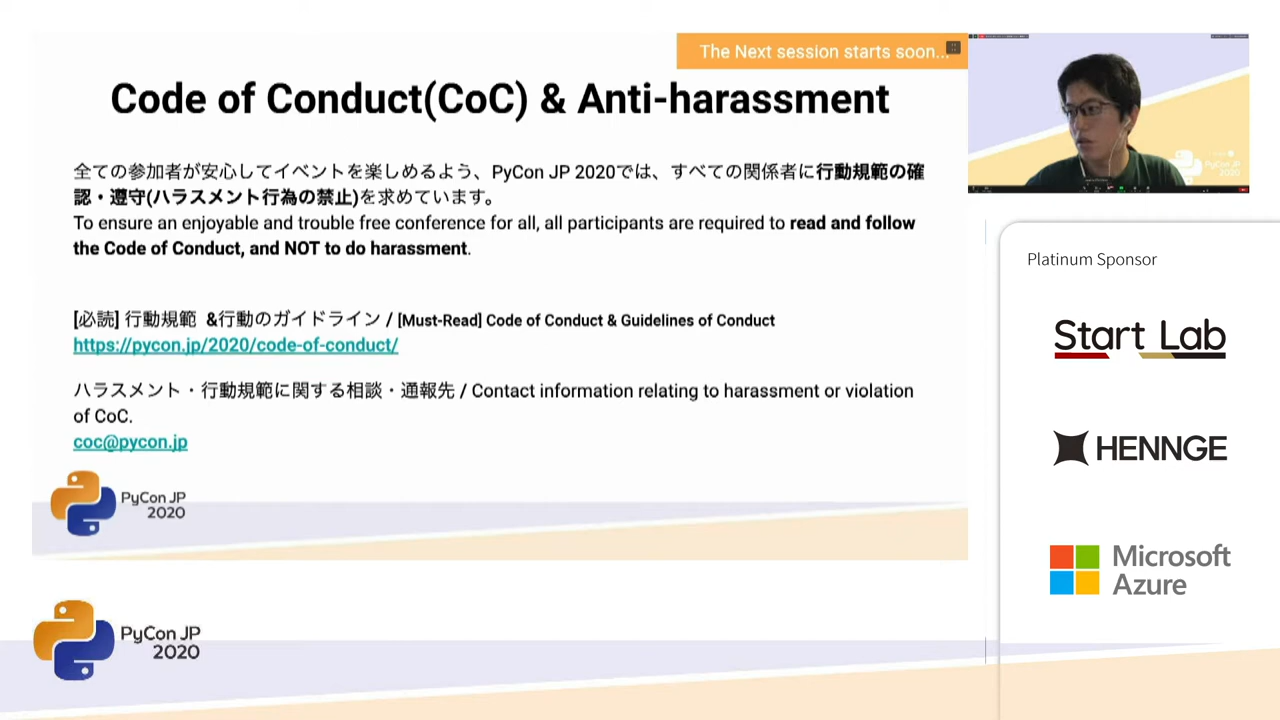 The Next session starts soon...
Code of Conduct(CoC) & Anti-harassment
全ての参加者が安心してイベントを楽しめるよう、PyCon JP 2020では、すべての関係者に行動規範の確
認・遵守(ハラスメント行為の禁止)を求めています。
To ensure an enjoyable and trouble free conference for all, all participants are required to read and follow
the Code of Conduct, and NOT to do harassment.
[必読] 行動規範 &行動のガイドライン / [Must-Read] Code of Conduct & Guidelines of Conduct
https://pycon.jp/2020/code-of-conduct/
ハラスメント・行動規範に関する相談・通報先 / Contact information relating to harassment or violation
of CoC.
coc@pycon.jp
PyCon JP
2020
Platinum Sponsor
Start Lab
HENNGE
Microsoft
Azure
PyCon JP
2020